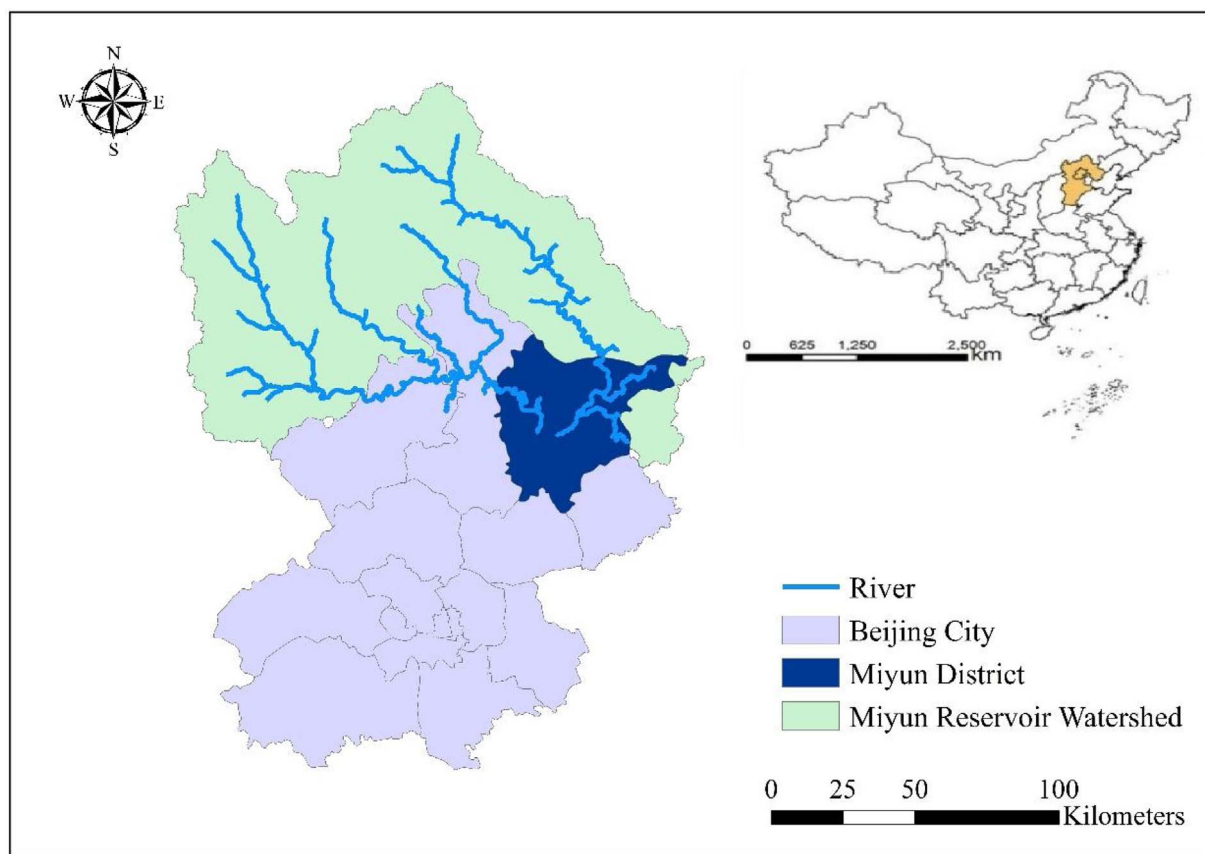 N
W E
S
0 625 1,250 2,500
km
River
Beijing City
Miyun District
Miyun Reservoir Watershed
0 25 50 100
Kilometers